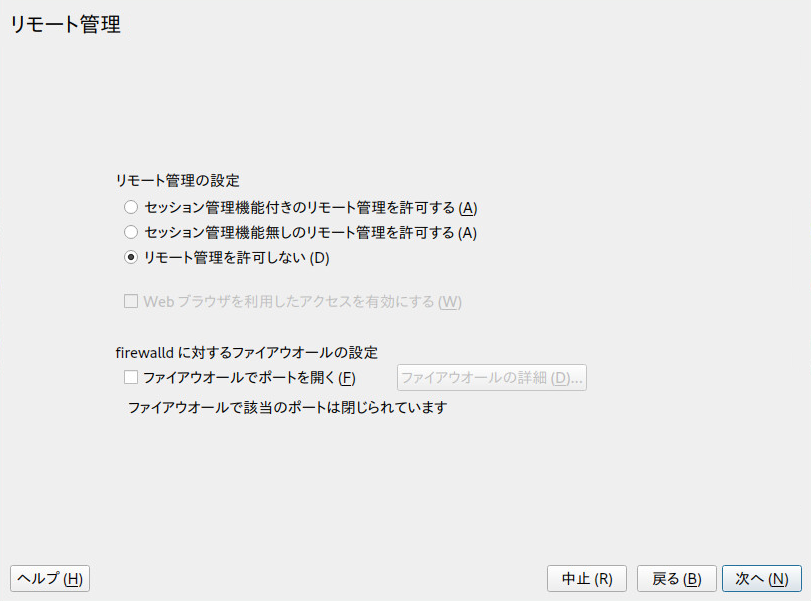 リモート管理
リモート管理の設定
セッション管理機能付きのリモート管理を許可する (A)
セッション管理機能無しのリモート管理を許可する (A)
リモート管理を許可しない (D)
Web ブラウザを利用したアクセスを有効にする (W)
firewalld に対するファイアウオールの設定
ファイアウオールでポートを開く (F) ファイアウオールの詳細 (D)...
ファイアウオールで該当のポートは閉じられています
ヘルプ (H) 中止 (R) 戻る (B) 次へ (N)